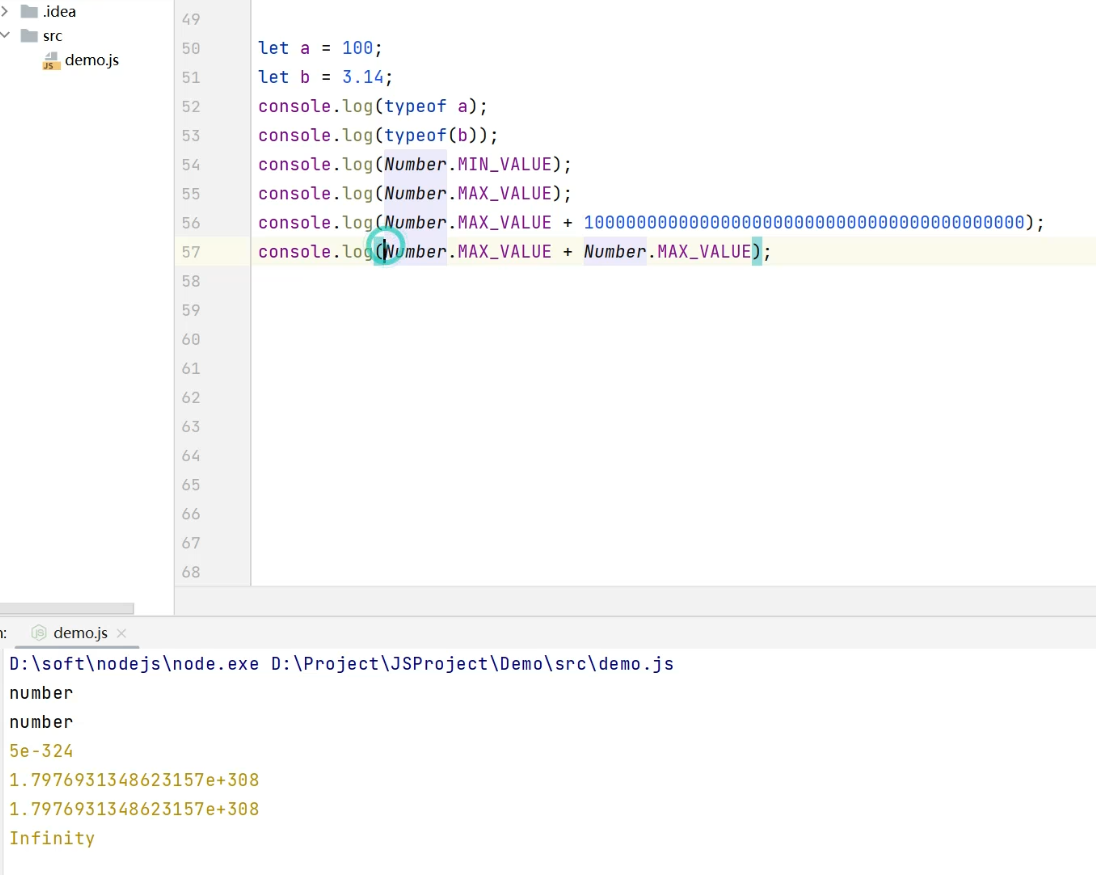 .idea
src
JS demo.js
49
50 let a = 100;
51 let b = 3.14;
52 console.log(typeof a);
53 console.log(typeof(b));
54 console.log(Number.MIN_VALUE);
55 console.log(Number.MAX_VALUE);
56 console.log(Number.MAX_VALUE + 100000000000000000000000000000000000000000);
57 console.log(Number.MAX_VALUE + Number.MAX_VALUE);
58
59
60
61
62
63
64
65
66
67
68
n: demo.js
D:\soft\nodejs\node.exe D:\Project\JSProject\Demo\src\demo.js
number
number
5e-324
1.7976931348623157e+308
1.7976931348623157e+308
Infinity